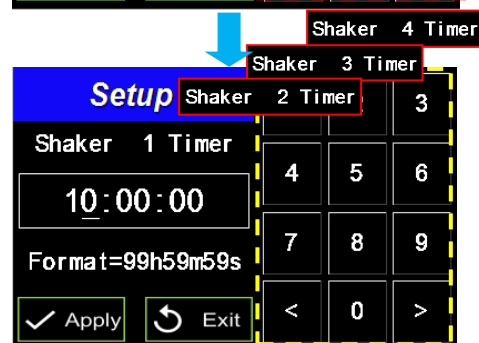 Shaker 4 Timer
Shaker 3 Timer
Shaker 2 Timer
Setup
Shaker 1 Timer
10:00:00
Format=99h59m59s
Apply
Exit
3
4 5 6
7 8 9
< 0 >